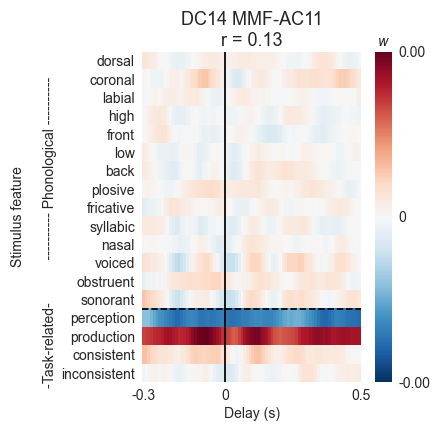 DC14 MMF-AC11
r = 0.13
w
dorsal
coronal
labial
high
front
low
back
plosive
fricative
syllabic
nasal
voiced
obstruent
sonorant
perception
production
consistent
inconsistent
Stimulus feature
-Task-related- ----------- Phonological ----------
0.00
0
-0.00
-0.3
0
0.5
Delay (s)